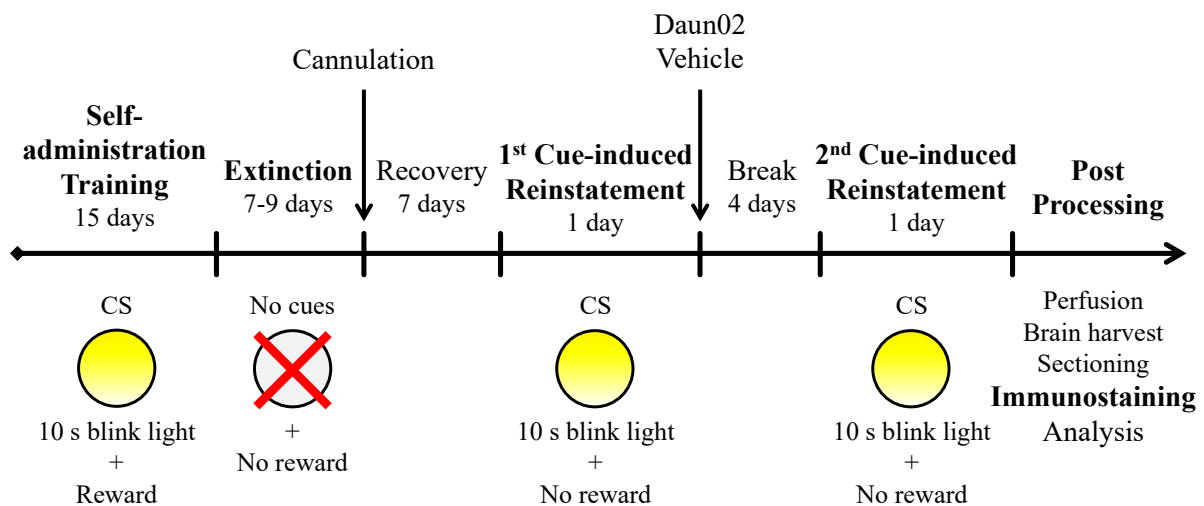 Cannulation
Daun02
Vehicle
Self-
administration
Training
15 days
Extinction
7-9 days
Recovery
7 days
1st Cue-induced
Reinstatement
1 day
Break
4 days
2nd Cue-induced
Reinstatement
1 day
Post
Processing
CS
10 s blink light
+
Reward
No cues
+
No reward
CS
10 s blink light
+
No reward
CS
10 s blink light
+
No reward
Perfusion
Brain harvest
Sectioning
Immunostaining
Analysis